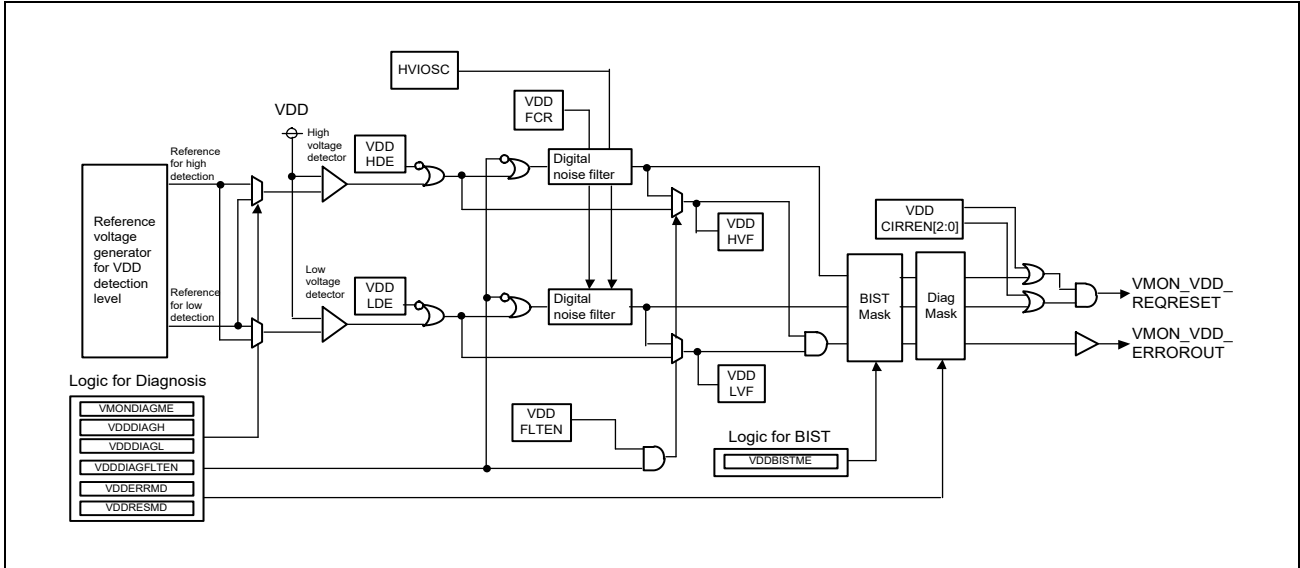 HVIOSC
VDD
FCR
VDD
High
voltage
detector
VDD
HDE
Digital
noise filter
Reference
for high
detection
Reference
voltage
generator
for VDD
detection
level
VDD
HVF
VDD
CIRREN[2:0]
Low
voltage
detector
VDD
LDE
Reference
for low
detection
Digital
noise filter
BIST
Mask
Diag
Mask
VMON_VDD_
REQRESET
VMON_VDD_
ERROROUT
VDD
LVF
Logic for Diagnosis
VMONDIAGME
VDDDIAGH
VDDDIAGL
VDDDIAGFLTEN
VDDERRMD
VDDRESMD
VDD
FLTEN
Logic for BIST
VDDBISTME